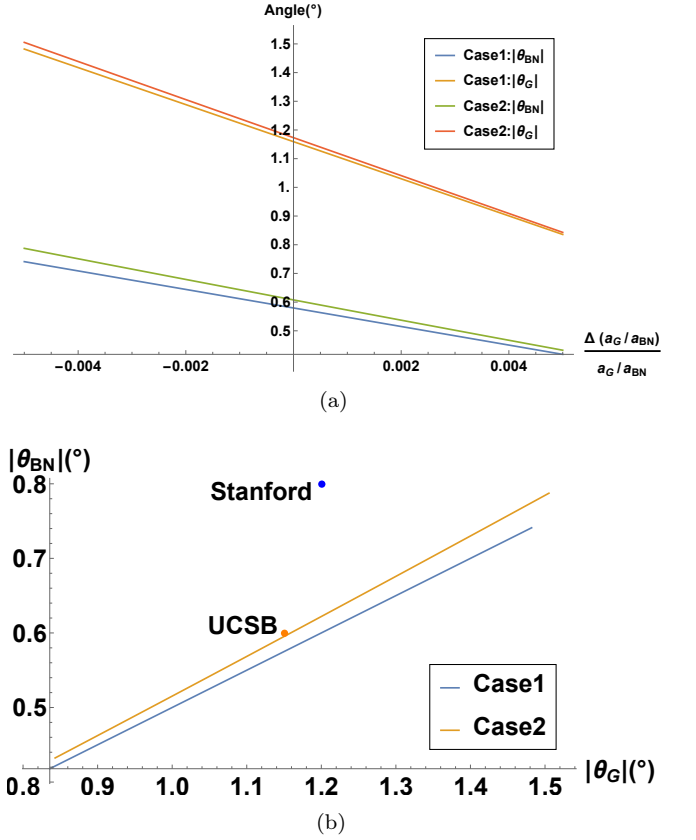 Angle(°)
1.5
1.4
1.3
1.2
1.1
1.
0.9
0.8
0.7
0.6
0.5
Case1:|θBN|
Case1:|θG|
Case2:|θBN|
Case2:|θG|
−0.004 −0.002 0.002 0.004
Δ (aG / aBN)
aG / aBN
(a)
|θBN|(°)
0.8
0.7
0.6
0.5
Stanford
UCSB
Case1
Case2
0.8 0.9 1.0 1.1 1.2 1.3 1.4 1.5 |θG|(°)
(b)